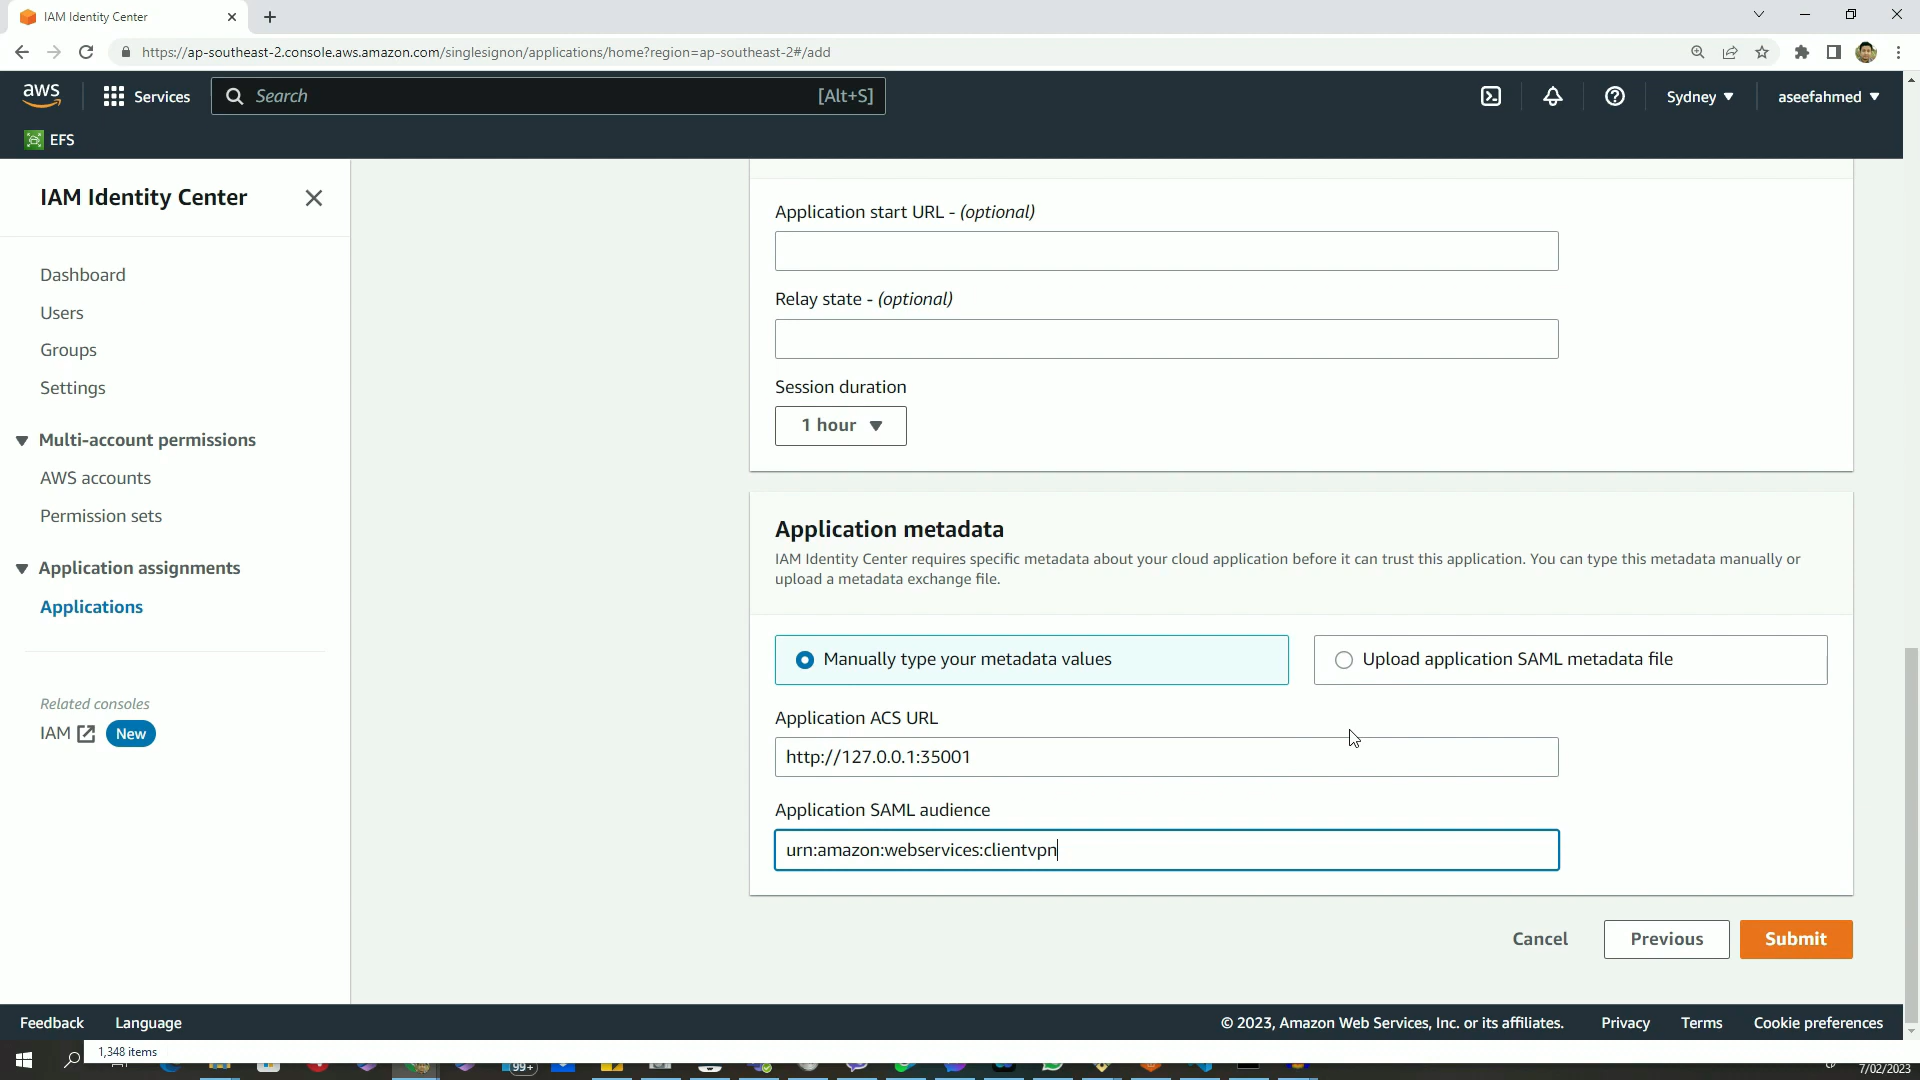 IAM Identity Center
https://ap-southeast-2.console.aws.amazon.com/singlesignon/applications/home?region=ap-southeast-2#/add
aws
Services
Search
[Alt+S]
Sydney
aseefahmed
EFS
IAM Identity Center
Dashboard
Users
Groups
Settings
Multi-account permissions
AWS accounts
Permission sets
Application assignments
Applications
Related consoles
IAM
New
Application start URL - (optional)
Relay state - (optional)
Session duration
1 hour
Application metadata
IAM Identity Center requires specific metadata about your cloud application before it can trust this application. You can type this metadata manually or
upload a metadata exchange file.
Manually type your metadata values
Upload application SAML metadata file
Application ACS URL
http://127.0.0.1:35001
Application SAML audience
urn:amazon:webservices:clientvpn
Cancel
Previous
Submit
Feedback
Language
© 2023, Amazon Web Services, Inc. or its affiliates.
Privacy
Terms
Cookie preferences
1,348 items
99+
7/02/2023